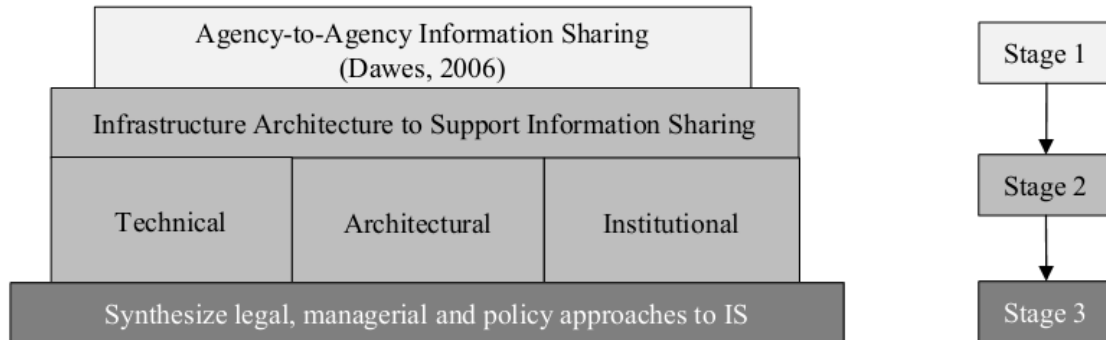 Agency-to-Agency Information Sharing
(Dawes, 2006)
Infrastructure Architecture to Support Information Sharing
Technical
Architectural
Institutional
Synthesize legal, managerial and policy approaches to IS
Stage 1
Stage 2
Stage 3